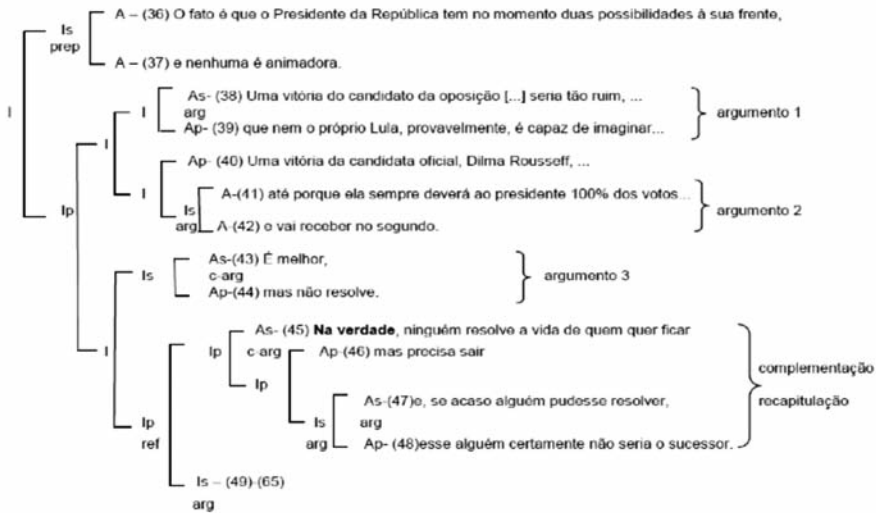 A – (36) O fato é que o Presidente da República tem no momento duas possibilidades à sua frente,
Is
prep
A – (37) e nenhuma é animadora.
I
As- (38) Uma vitória do candidato da oposição [...] seria tão ruim, ...
I
arg
argumento 1
Ap- (39) que nem o próprio Lula, provavelmente, é capaz de imaginar...
I
Ap- (40) Uma vitória da candidata oficial, Dilma Rousseff, ...
I
A-(41) até porque ela sempre deverá ao presidente 100% dos votos...
Is
arg
argumento 2
Ip
A-(42) e vai receber no segundo.
As-(43) É melhor,
Is
c-arg
argumento 3
Ap-(44) mas não resolve.
As- (45) Na verdade, ninguém resolve a vida de quem quer ficar
I
Ip
c-arg
Ap-(46) mas precisa sair
complementação
Ip
As-(47)e, se acaso alguém pudesse resolver,
recapitulação
Ip
Is
arg
ref
arg
Ap- (48)esse alguém certamente não seria o sucessor.
Is – (49)-(65)
arg